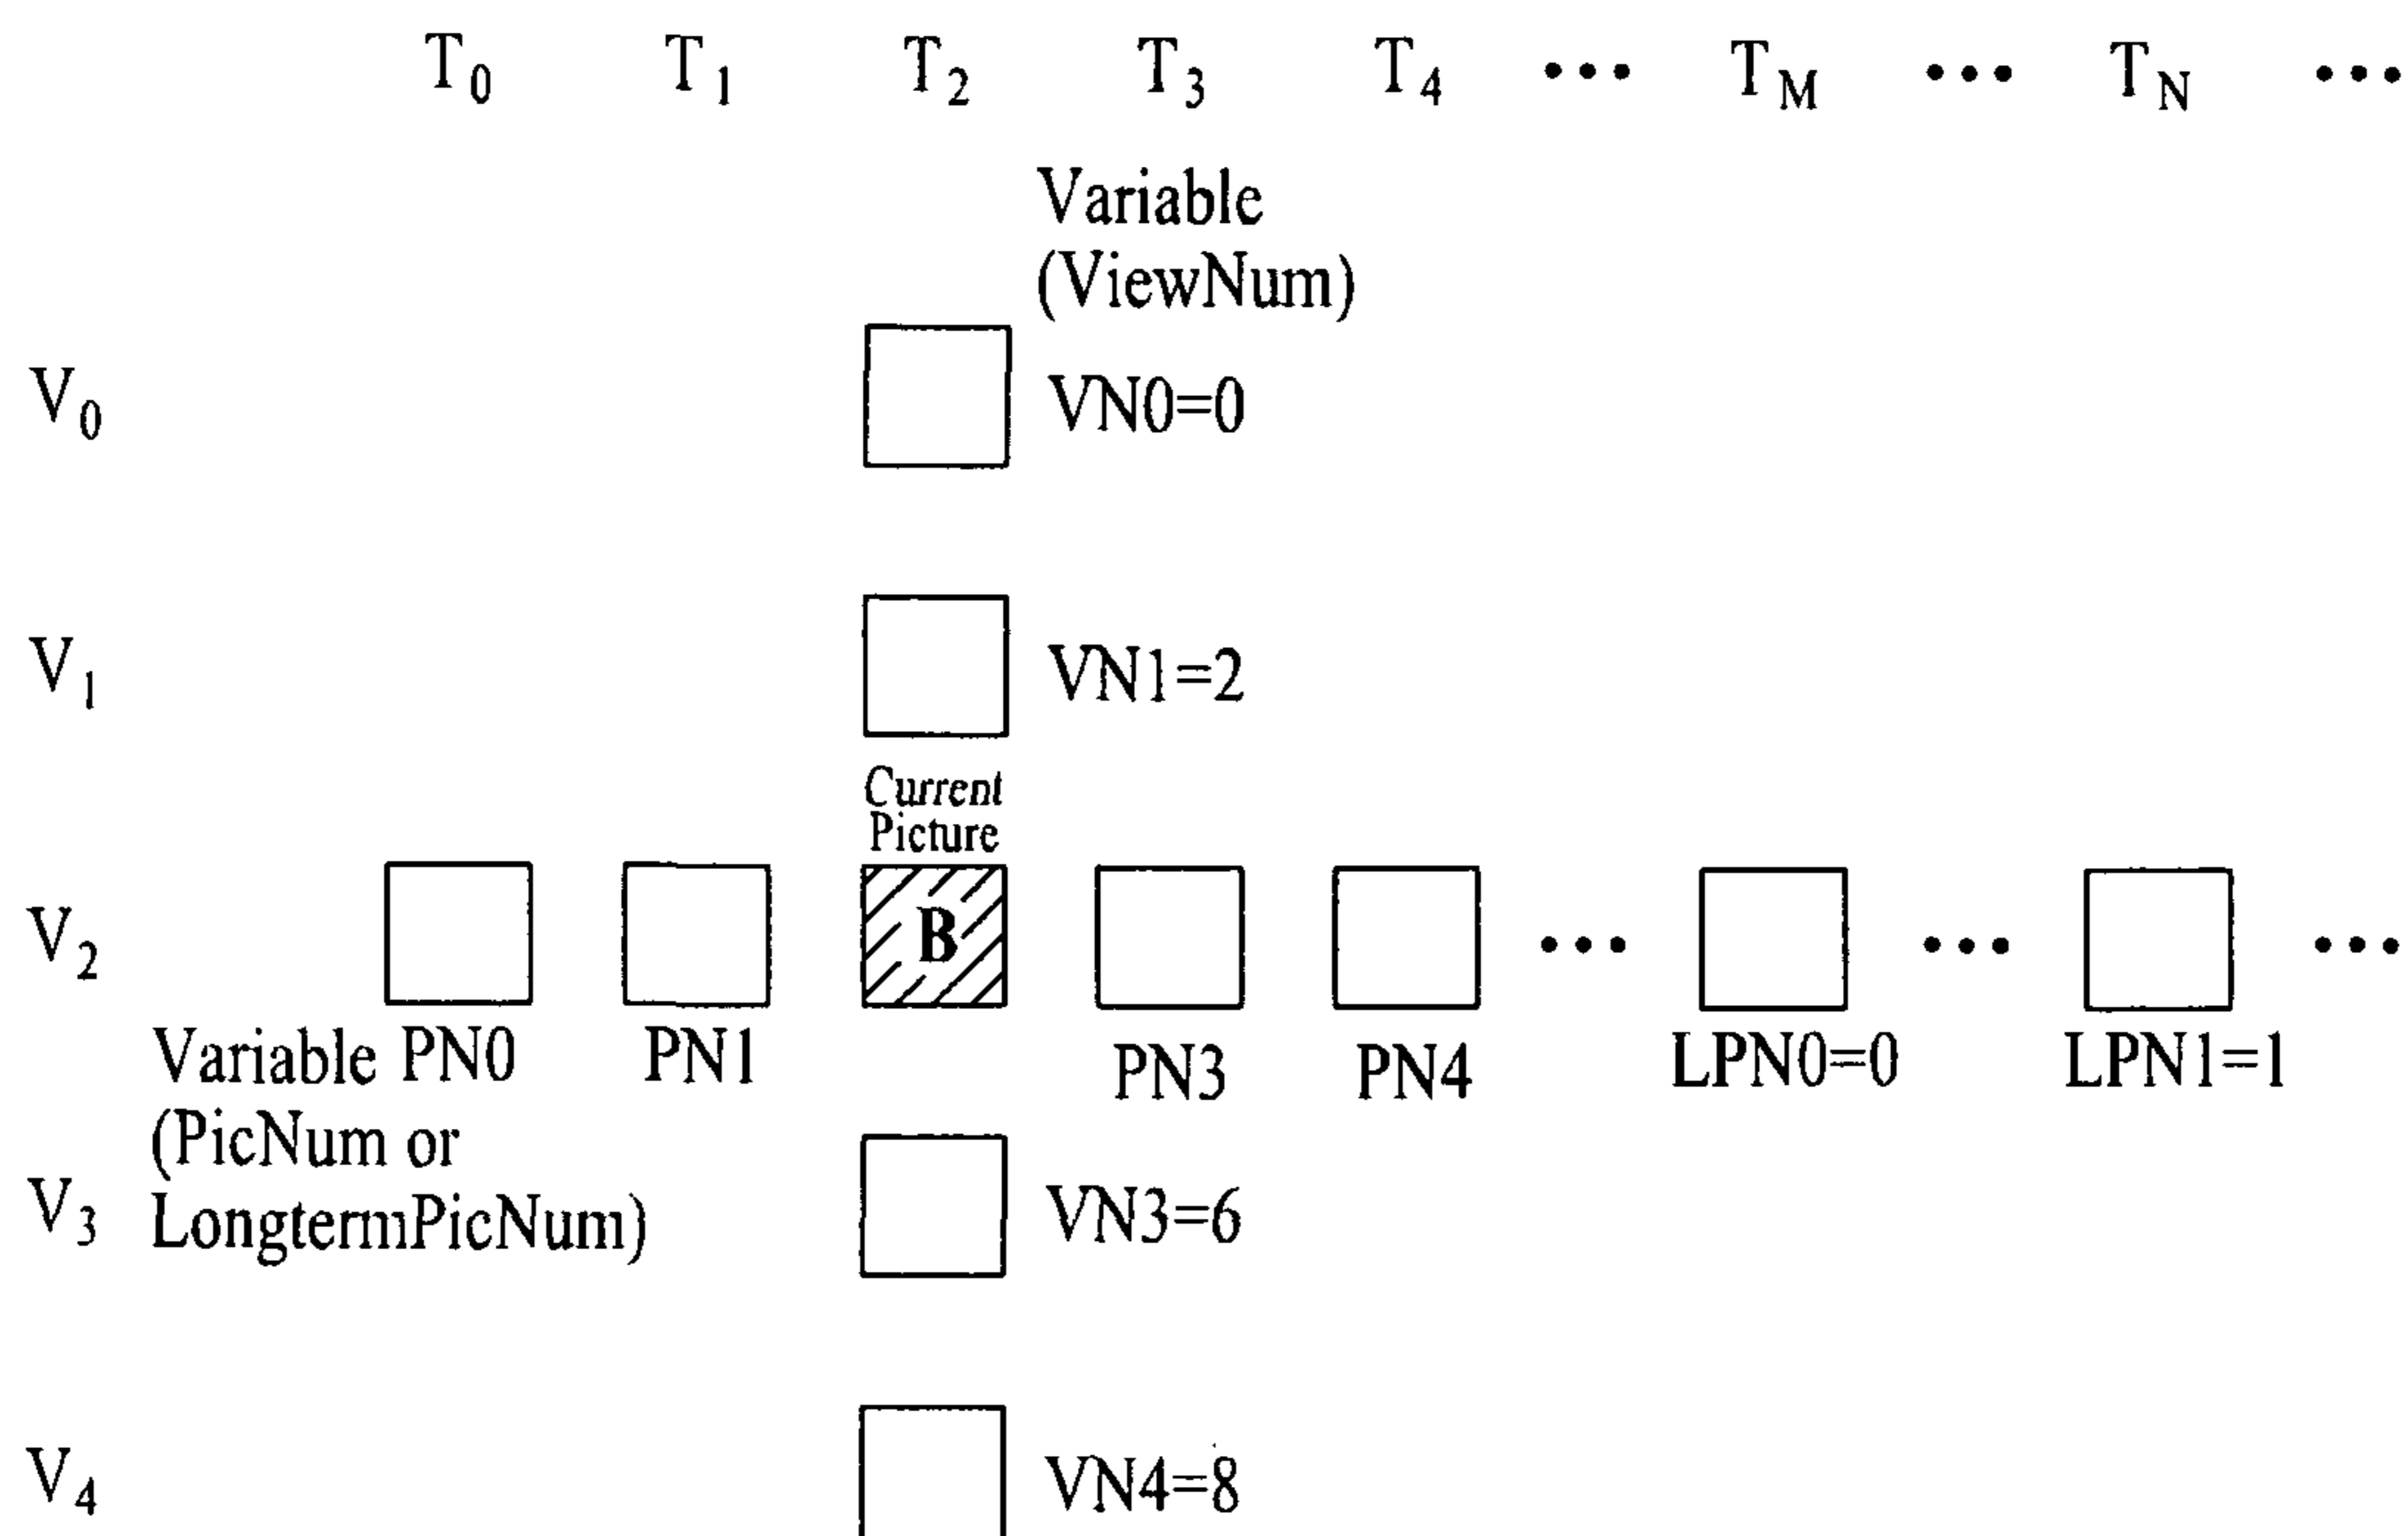 T0 T1 T2 T3 T4 ... TM ... TN ...
Variable
(ViewNum)
V0 VN0=0
V1 VN1=2
Current
Picture
V2 B ... ... ...
Variable PN0 PN1 PN3 PN4 LPN0=0 LPN1=1
(PicNum or
LongtermPicNum)
V3 VN3=6
V4 VN4=8